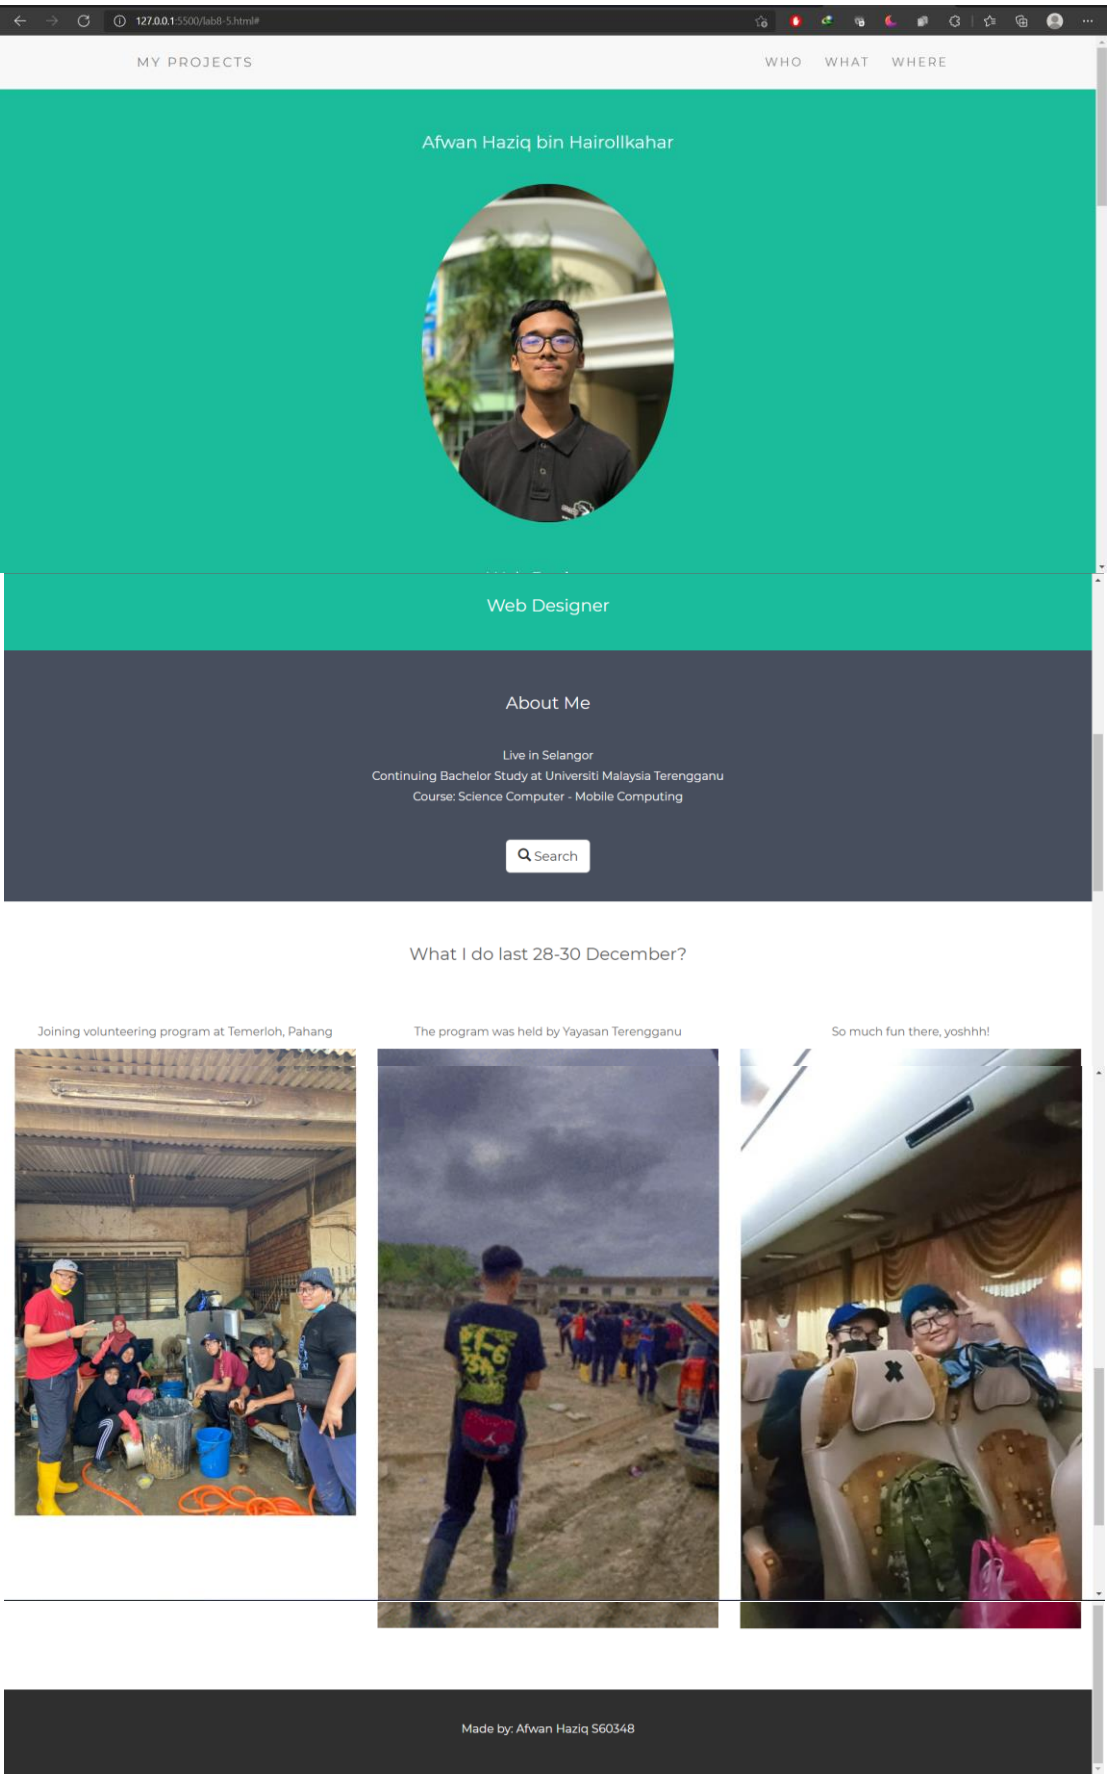 127.0.0.1:5500/lab8-5.html#
MY PROJECTS
WHO WHAT WHERE
Afwan Haziq bin Hairollkahar
Web Designer
About Me
Live in Selangor
Continuing Bachelor Study at Universiti Malaysia Terengganu
Course: Science Computer - Mobile Computing
Search
What I do last 28-30 December?
Joining volunteering program at Temerloh, Pahang
The program was held by Yayasan Terengganu
So much fun there, yoshhh!
Made by: Afwan Haziq S60348